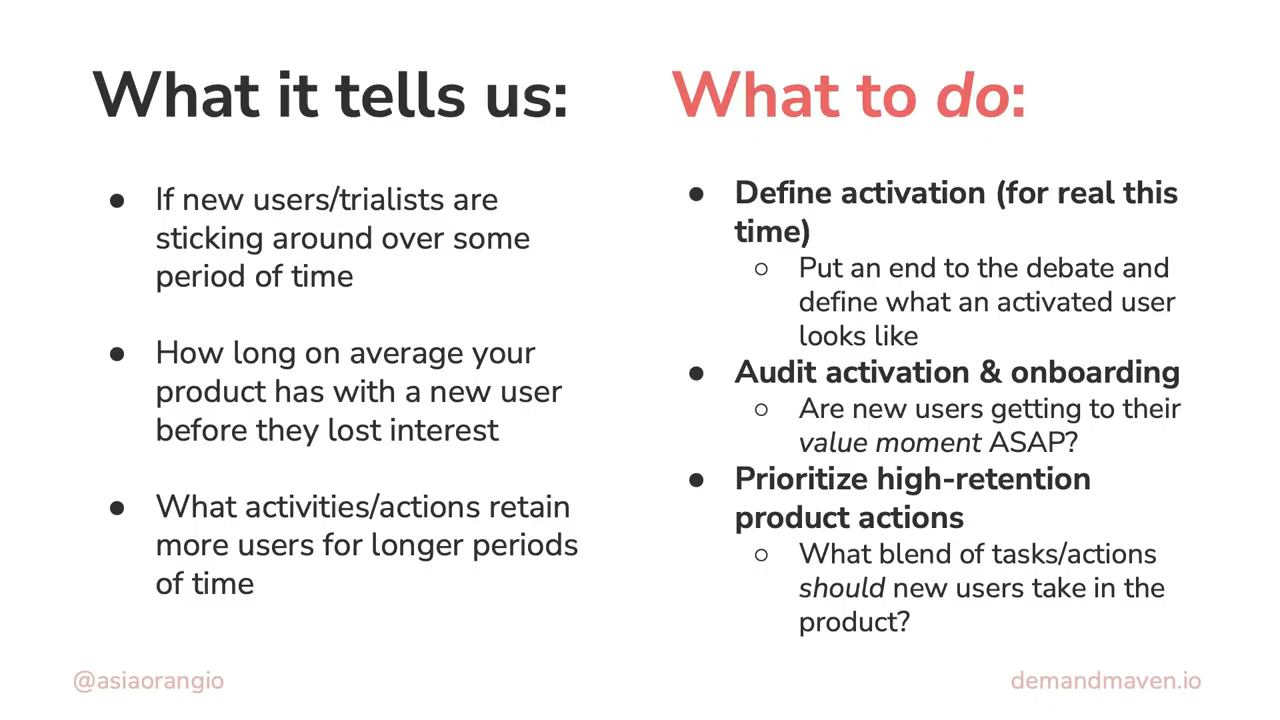 What it tells us:
● If new users/trialists are
sticking around over some
period of time
● How long on average your
product has with a new user
before they lost interest
● What activities/actions retain
more users for longer periods
of time
What to do:
● Define activation (for real this
time)
○ Put an end to the debate and
define what an activated user
looks like
● Audit activation & onboarding
○ Are new users getting to their
value moment ASAP?
● Prioritize high-retention
product actions
○ What blend of tasks/actions
should new users take in the
product?
@asiaorangio
demandmaven.io